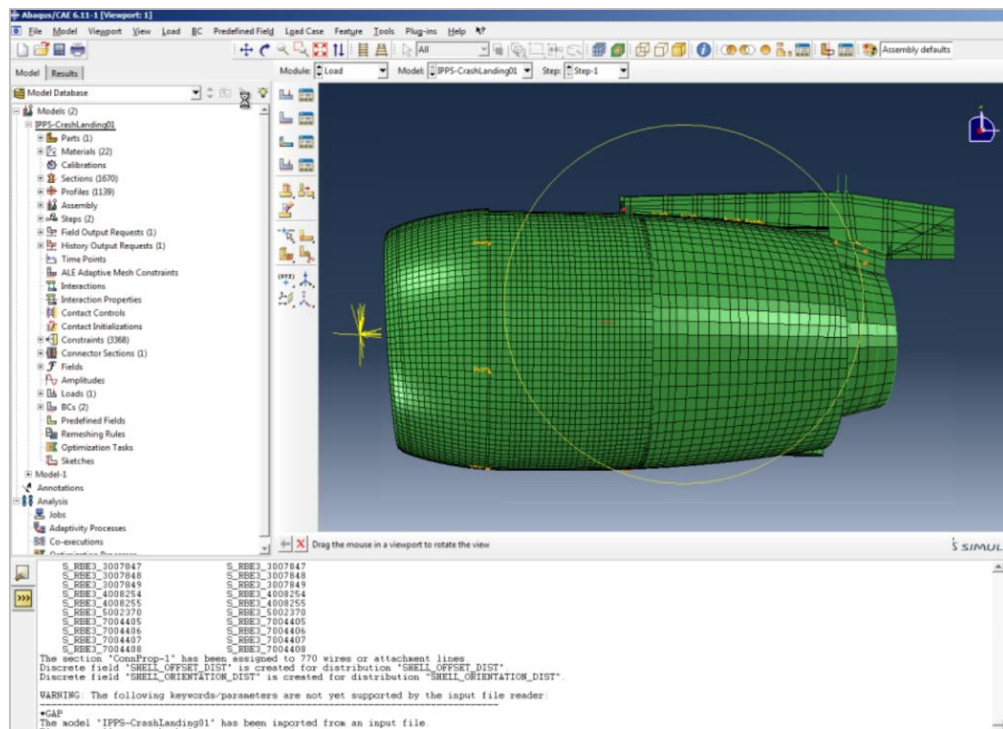 Abaqus/CAE 6.11-1 [Viewport: 1]
File Model Viewport View Load BC Predefined Field Load Case Feature Tools Plug-ins Help
All Assembly defaults
Model Results Module: Load Model: IPPS-CrashLanding01 Step: Step-1
Model Database
Models (2)
IPPS-CrashLanding01
Parts (1)
Materials (22)
Calibrations
Sections (1670)
Profiles (1139)
Assembly
Steps (2)
Field Output Requests (1)
History Output Requests (1)
Time Points
ALE Adaptive Mesh Constraints
Interactions
Interaction Properties
Contact Controls
Contact Initializations
Constraints (3368)
Connector Sections (1)
Fields
Amplitudes
Loads (1)
BCs (2)
Predefined Fields
Remeshing Rules
Optimization Tasks
Sketches
Model-1
Annotations
Analysis
Jobs
Adaptivity Processes
Co-executions
Optimization Processes
(XYZ)
Drag the mouse in a viewport to rotate the view
SIMUL
S_RBE3_3007847 S_RBE3_3007847
S_RBE3_3007848 S_RBE3_3007848
S_RBE3_3007849 S_RBE3_3007849
S_RBE3_4008254 S_RBE3_4008254
S_RBE3_4008255 S_RBE3_4008255
S_RBE3_5002370 S_RBE3_5002370
S_RBE3_7004405 S_RBE3_7004405
S_RBE3_7004406 S_RBE3_7004406
S_RBE3_7004407 S_RBE3_7004407
S_RBE3_7004408 S_RBE3_7004408
The section "ConnProp-1" has been assigned to 770 wires or attachment lines.
Discrete field "SHELL_OFFSET_DIST" is created for distribution "SHELL_OFFSET_DIST".
Discrete field "SHELL_ORIENTATION_DIST" is created for distribution "SHELL_ORIENTATION_DIST".
WARNING: The following keywords/parameters are not yet supported by the input file reader:
*GAP
The model "IPPS-CrashLanding01" has been imported from an input file.